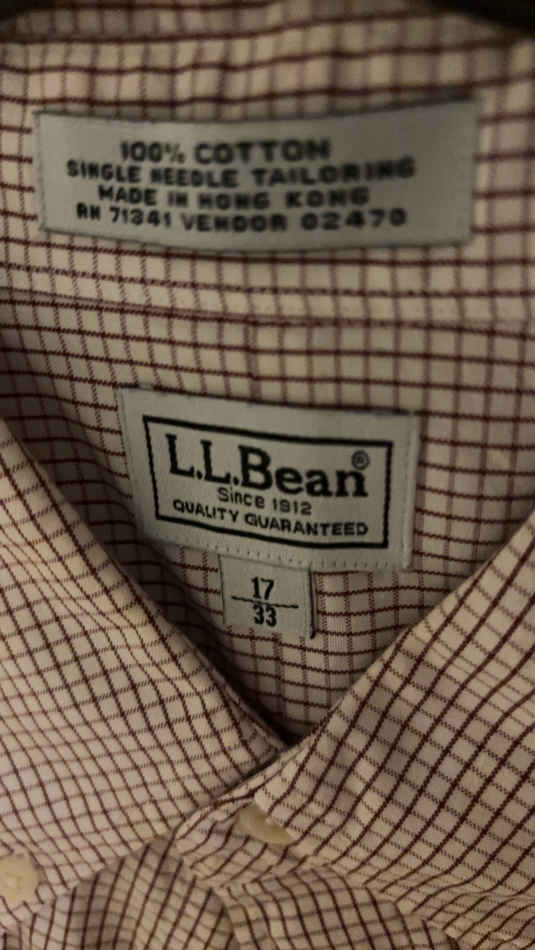 100% COTTON
SINGLE NEEDLE TAILORING
MADE IN HONG KONG
RN 71341 VENDOR 02470
L.L.Bean®
Since 1912
QUALITY GUARANTEED
17
33